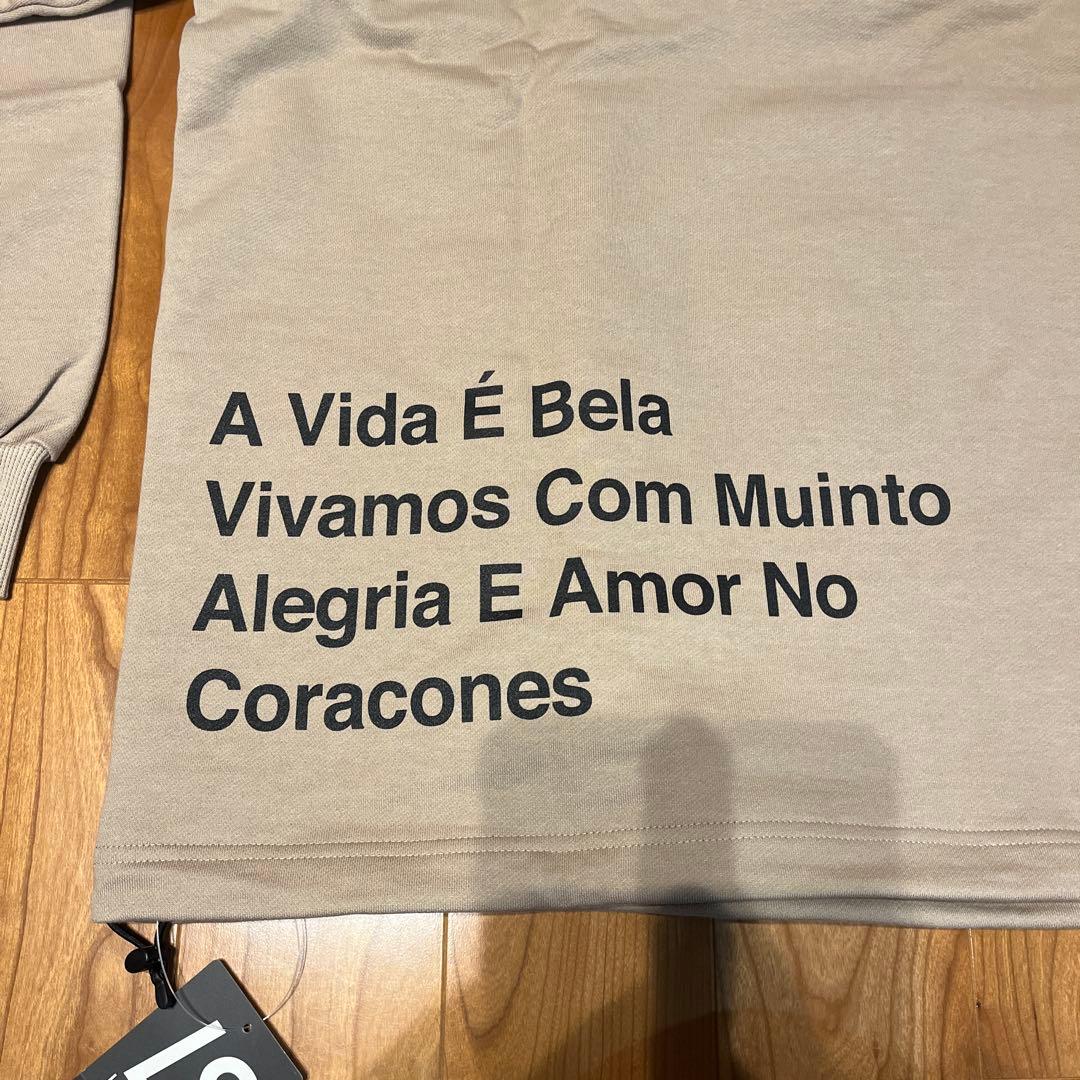 A Vida É Bela
Vivamos Com Muinto
Alegria E Amor No
Coracones